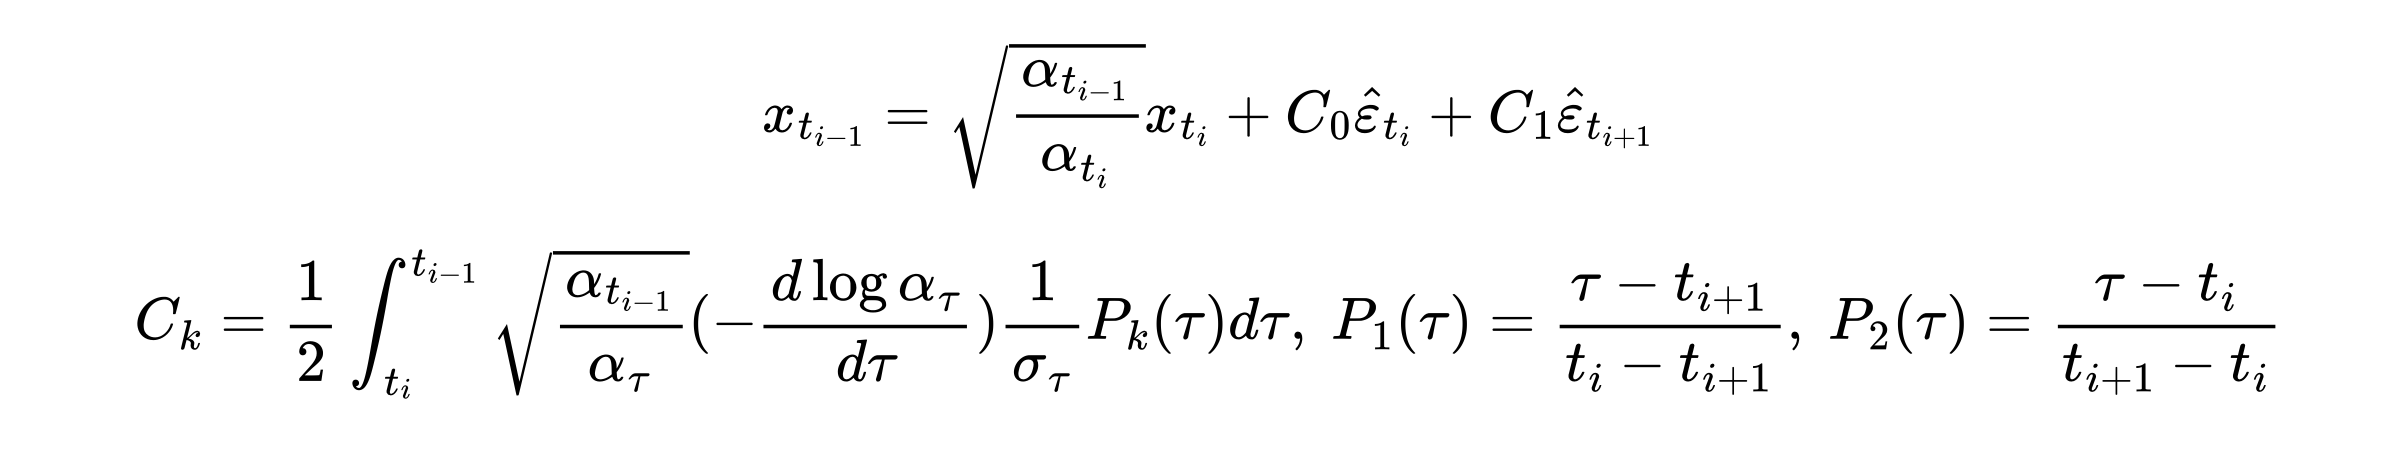 $x_{t_{i-1}} = \sqrt{\frac{\alpha_{t_{i-1}}}{\alpha_{t_i}}} x_{t_i} + C_0 \hat{\varepsilon}_{t_i} + C_1 \hat{\varepsilon}_{t_{i+1}}$
$C_k = \frac{1}{2} \int_{t_i}^{t_{i-1}} \sqrt{\frac{\alpha_{t_{i-1}}}{\alpha_\tau}} (-\frac{d \log \alpha_\tau}{d\tau}) \frac{1}{\sigma_\tau} P_k(\tau) d\tau, \; P_1(\tau) = \frac{\tau - t_{i+1}}{t_i - t_{i+1}}, \; P_2(\tau) = \frac{\tau - t_i}{t_{i+1} - t_i}$